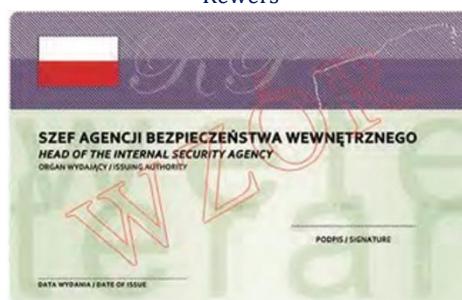 Rewers
RP
SZEF AGENCJI BEZPIECZEŃSTWA WEWNĘTRZNEGO
HEAD OF THE INTERNAL SECURITY AGENCY
ORGAN WYDAJĄCY / ISSUING AUTHORITY
WZÓR
PODPIS / SIGNATURE
DATA WYDANIA / DATE OF ISSUE